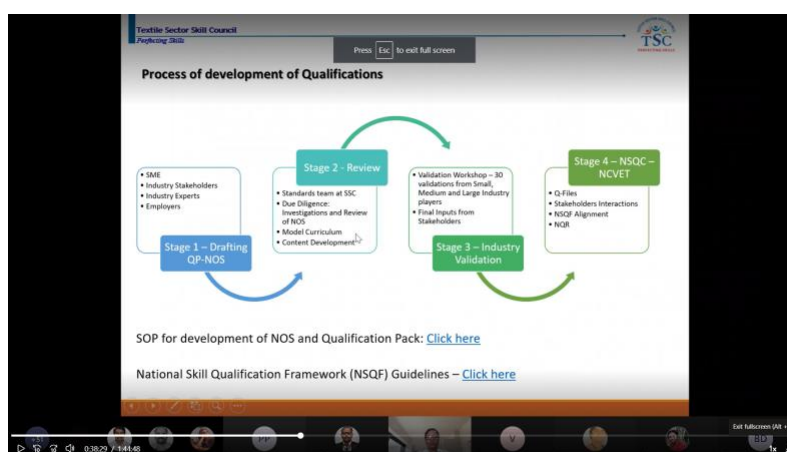 Textile Sector Skill Council
Perfecting Skills
TSC
Press Esc to exit full screen
Process of development of Qualifications
• SME
• Industry Stakeholders
• Industry Experts
• Employers
Stage 1 – Drafting
QP-NOS
Stage 2 - Review
• Standards team at SSC
• Due Diligence:
Investigations and Review
of NOS
• Model Curriculum
• Content Development
• Validation Workshop – 30
validations from Small,
Medium and Large Industry
players
• Final Inputs from
Stakeholders
Stage 3 – Industry
Validation
Stage 4 – NSQC –
NCVET
• Q-Files
• Stakeholders Interactions
• NSQF Alignment
• NQR
SOP for development of NOS and Qualification Pack: Click here
National Skill Qualification Framework (NSQF) Guidelines – Click here
+51
PP
V
BD
Exit fullscreen (Alt +
0:38:29 / 1:44:48
1x